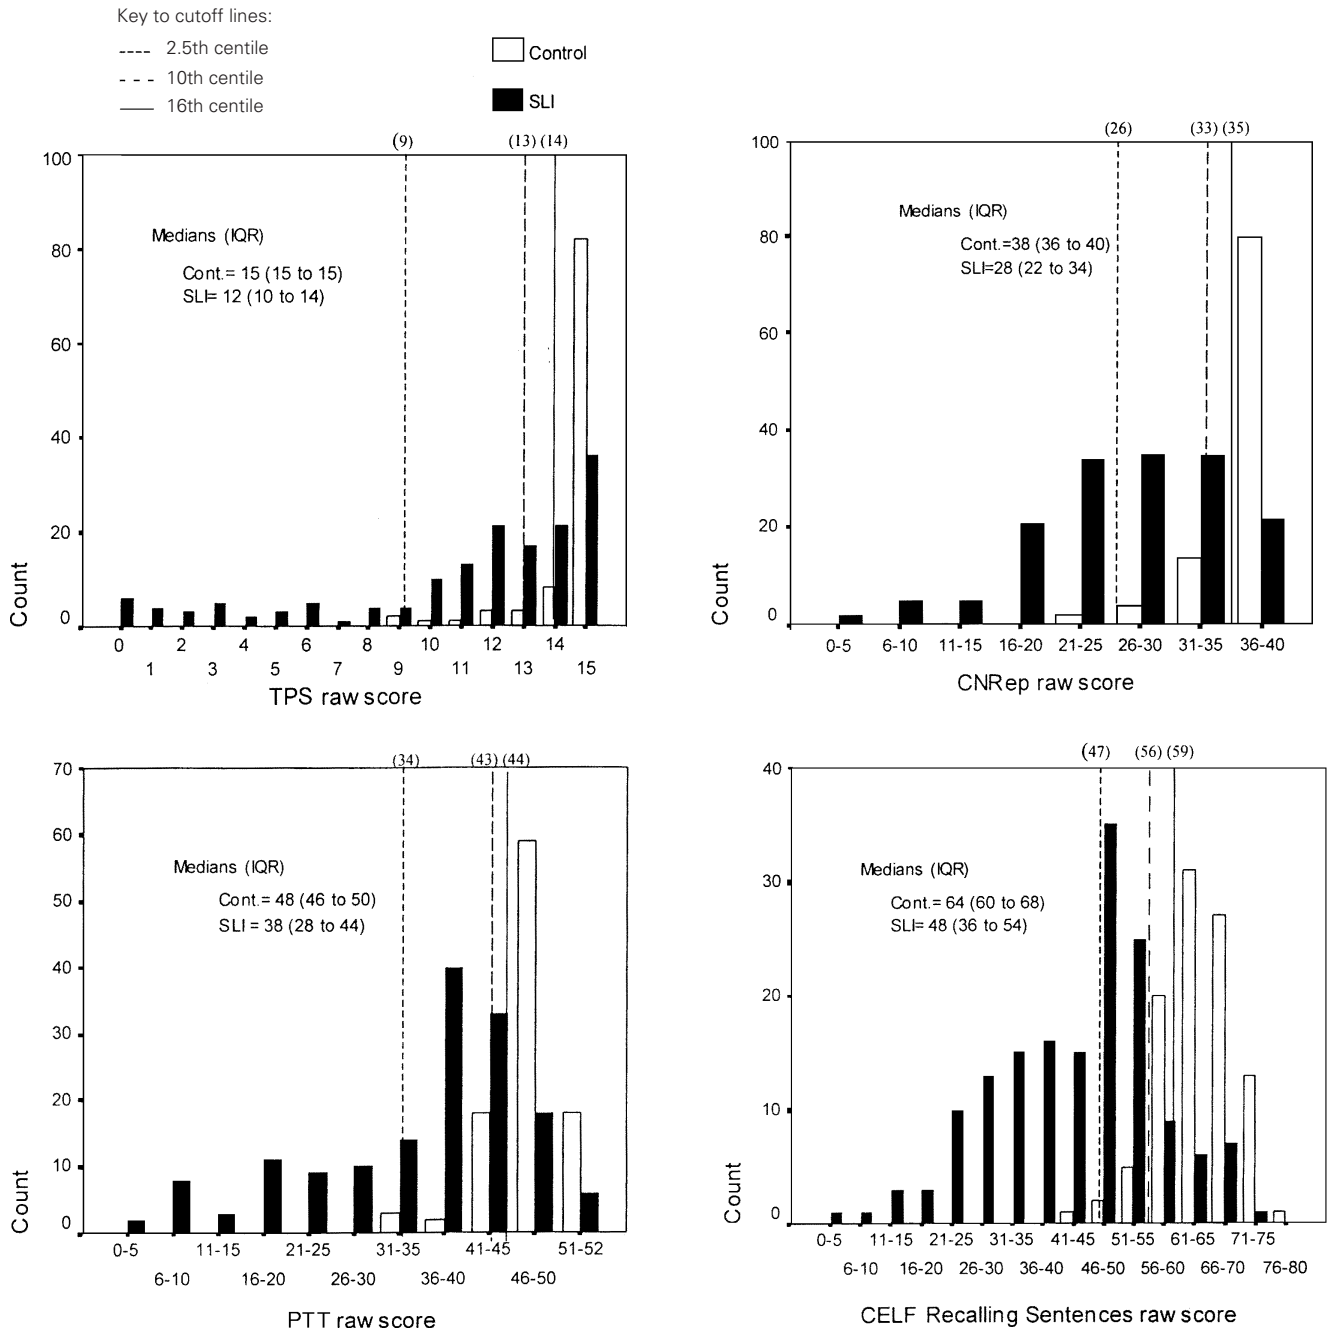 Key to cutoff lines:
---- 2.5th centile
- - - 10th centile
—— 16th centile
Control
SLI
(9) (13) (14)
100
80
60
40
20
0
Count
Medians (IQR)
Cont.= 15 (15 to 15)
SLI= 12 (10 to 14)
0 2 4 6 8 10 12 14
1 3 5 7 9 11 13 15
TPS raw score
(26) (33) (35)
100
80
60
40
20
0
Count
Medians (IQR)
Cont.=38 (36 to 40)
SLI=28 (22 to 34)
0-5 6-10 11-15 16-20 21-25 26-30 31-35 36-40
CNRep raw score
(34) (43) (44)
70
60
50
40
30
20
10
0
Count
Medians (IQR)
Cont.= 48 (46 to 50)
SLI = 38 (28 to 44)
0-5 11-15 21-25 31-35 41-45 51-52
6-10 16-20 26-30 36-40 46-50
PTT raw score
(47) (56) (59)
40
30
20
10
0
Count
Medians (IQR)
Cont.= 64 (60 to 68)
SLI= 48 (36 to 54)
0-5 11-15 21-25 31-35 41-45 51-55 61-65 71-75
6-10 16-20 26-30 36-40 46-50 56-60 66-70 76-80
CELF Recalling Sentences raw score